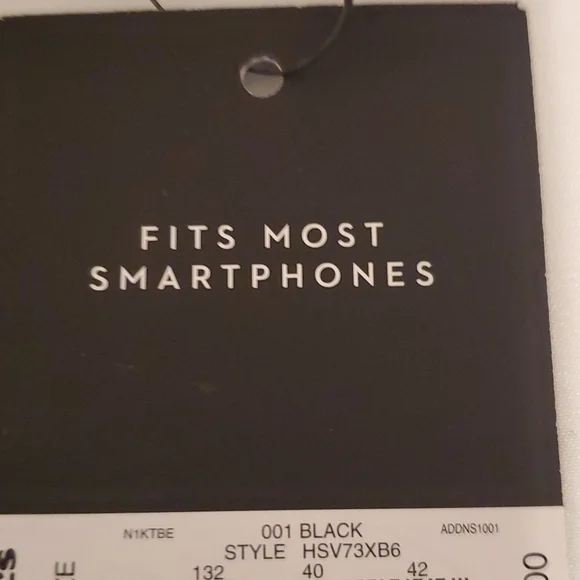 FITS MOST
SMARTPHONES
N1KTBE 001 BLACK ADDNS1001
STYLE HSV73XB6
132 40 42